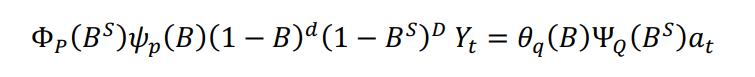 Φ_P(B^S)ψ_p(B)(1 − B)^d(1 − B^S)^D Y_t = θ_q(B)Ψ_Q(B^S)a_t